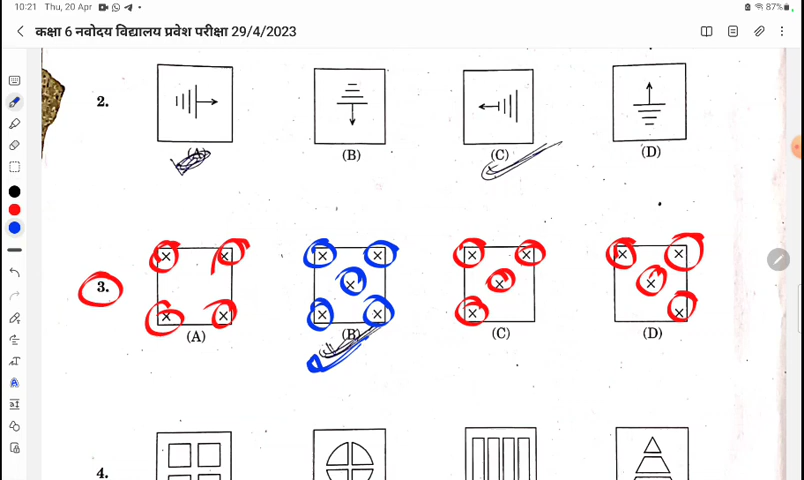 10:21 Thu, 20 Apr 87%
कक्षा 6 नवोदय विद्यालय प्रवेश परीक्षा 29/4/2023
2.
(A) (B) (C) (D)
3.
(A) (B) (C) (D)
4.